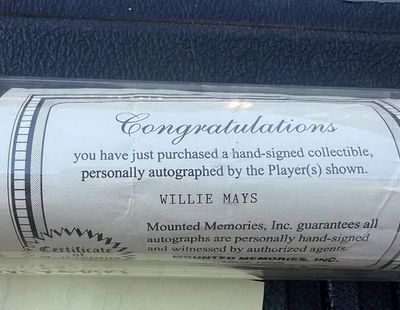 Congratulations
you have just purchased a hand-signed collectible,
personally autographed by the Player(s) shown.
WILLIE MAYS
Mounted Memories, Inc. guarantees all
autographs are personally hand-signed
and witnessed by authorized agents.
Certificate
of
MOUNTED MEMORIES, INC.